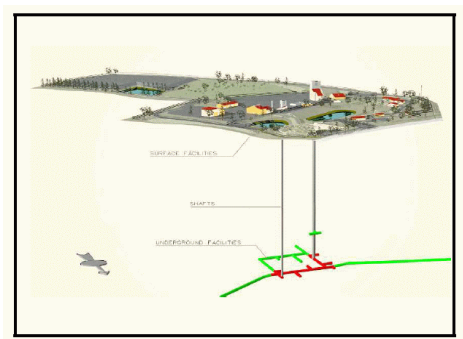 SURFACE FACILITIES
SHAFTS
UNDERGROUND FACILITIES